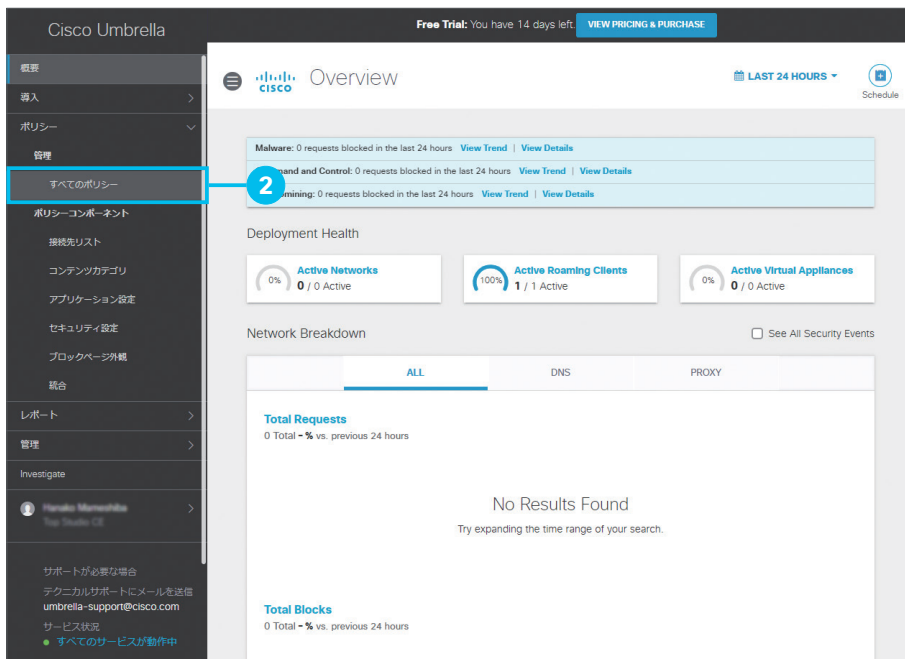 Cisco Umbrella
Free Trial: You have 14 days left.
VIEW PRICING & PURCHASE
概要
導入
ポリシー
管理
すべてのポリシー
ポリシーコンポーネント
接続先リスト
コンテンツカテゴリ
アプリケーション設定
セキュリティ設定
ブロックページ外観
統合
レポート
管理
Investigate
サポートが必要な場合
テクニカルサポートにメールを送信
umbrella-support@cisco.com
サービス状況
すべてのサービスが動作中
2
CISCO
Overview
LAST 24 HOURS
Schedule
Malware: 0 requests blocked in the last 24 hours View Trend | View Details
mand and Control: 0 requests blocked in the last 24 hours View Trend | View Details
mining: 0 requests blocked in the last 24 hours View Trend | View Details
Deployment Health
0%
Active Networks
0 / 0 Active
100%
Active Roaming Clients
1 / 1 Active
0%
Active Virtual Appliances
0 / 0 Active
Network Breakdown
See All Security Events
ALL
DNS
PROXY
Total Requests
0 Total - % vs. previous 24 hours
No Results Found
Try expanding the time range of your search.
Total Blocks
0 Total - % vs. previous 24 hours